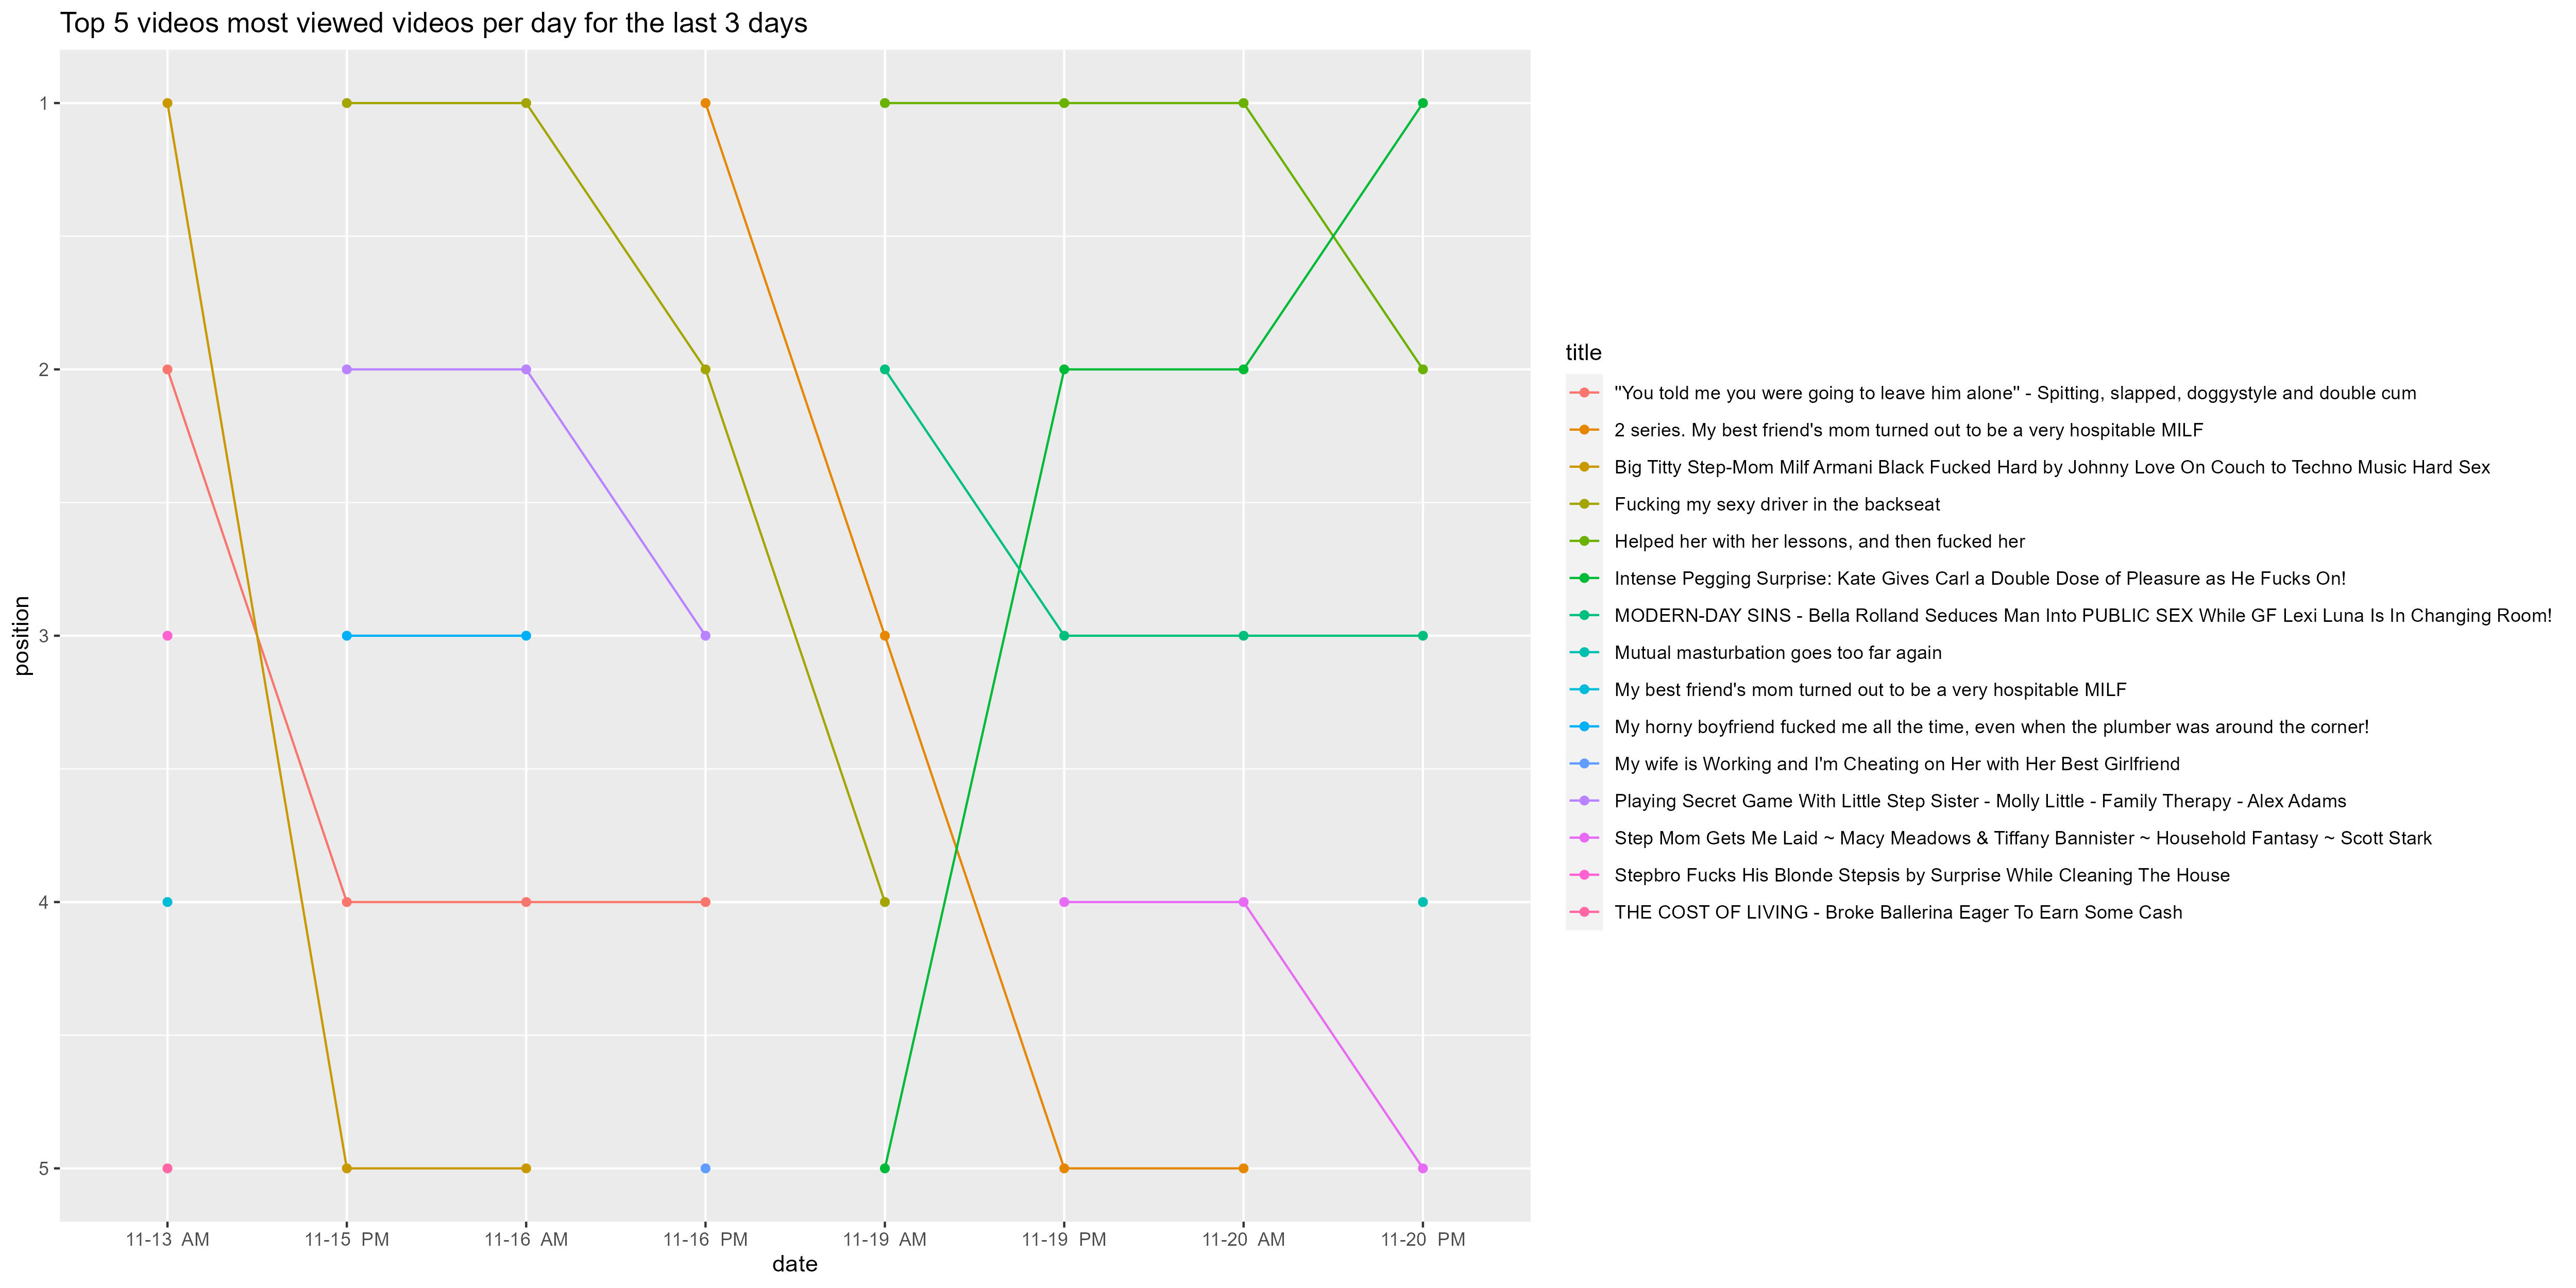 Top 5 videos most viewed videos per day for the last 3 days
position
1
2
3
4
5
11-13 AM
11-15 PM
11-16 AM
11-16 PM
11-19 AM
11-19 PM
11-20 AM
11-20 PM
date
title
"You told me you were going to leave him alone" - Spitting, slapped, doggystyle and double cum
2 series. My best friend's mom turned out to be a very hospitable MILF
Big Titty Step-Mom Milf Armani Black Fucked Hard by Johnny Love On Couch to Techno Music Hard Sex
Fucking my sexy driver in the backseat
Helped her with her lessons, and then fucked her
Intense Pegging Surprise: Kate Gives Carl a Double Dose of Pleasure as He Fucks On!
MODERN-DAY SINS - Bella Rolland Seduces Man Into PUBLIC SEX While GF Lexi Luna Is In Changing Room!
Mutual masturbation goes too far again
My best friend's mom turned out to be a very hospitable MILF
My horny boyfriend fucked me all the time, even when the plumber was around the corner!
My wife is Working and I'm Cheating on Her with Her Best Girlfriend
Playing Secret Game With Little Step Sister - Molly Little - Family Therapy - Alex Adams
Step Mom Gets Me Laid ~ Macy Meadows & Tiffany Bannister ~ Household Fantasy ~ Scott Stark
Stepbro Fucks His Blonde Stepsis by Surprise While Cleaning The House
THE COST OF LIVING - Broke Ballerina Eager To Earn Some Cash